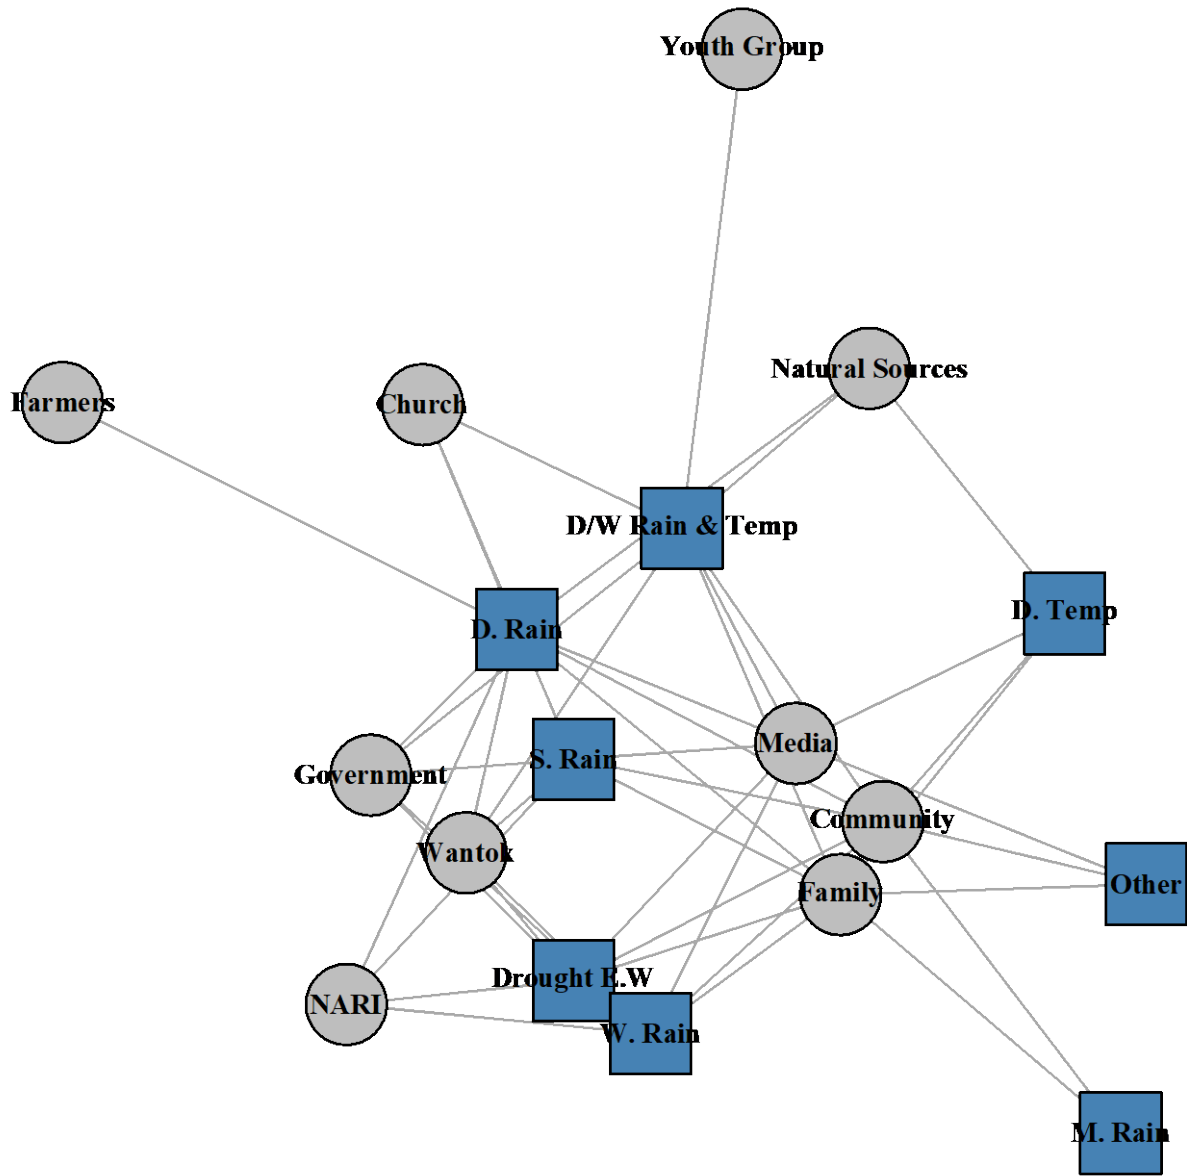 Youth Group
Natural Sources
Farmers
Church
D/W Rain & Temp
D. Temp
D. Rain
Media
S. Rain
Government
Community
Wantok
Other
Family
Drought E.W
NARI
W. Rain
M. Rain